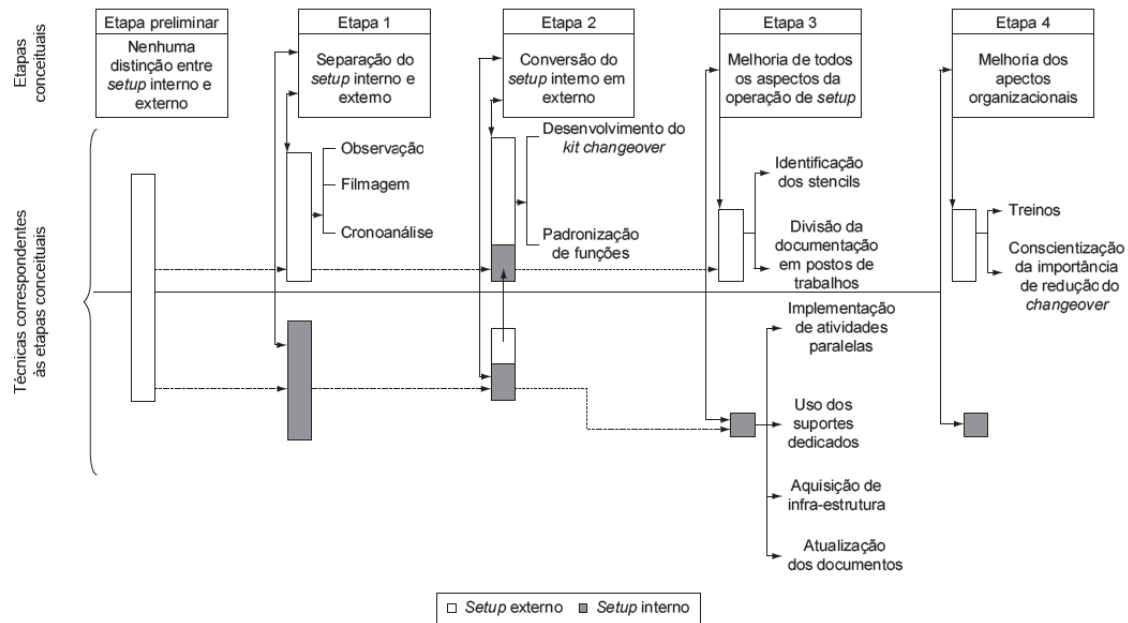 Etapas
conceituais
Etapa preliminar
Nenhuma
distinção entre
setup interno e
externo
Etapa 1
Separação do
setup interno e
externo
Etapa 2
Conversão do
setup interno em
externo
Etapa 3
Melhoria de todos
os aspectos da
operação de setup
Etapa 4
Melhoria dos
apectos
organizacionais
Técnicas correspondentes
às etapas conceituais
Observação
Filmagem
Cronoanálise
Desenvolvimento do
kit changeover
Padronização
de funções
Identificação
dos stencils
Divisão da
documentação
em postos de
trabalhos
Implementação
de atividades
paralelas
Uso dos
suportes
dedicados
Aquisição de
infra-estrutura
Atualização
dos documentos
Treinos
Conscientização
da importância
de redução do
changeover
Setup externo
Setup interno